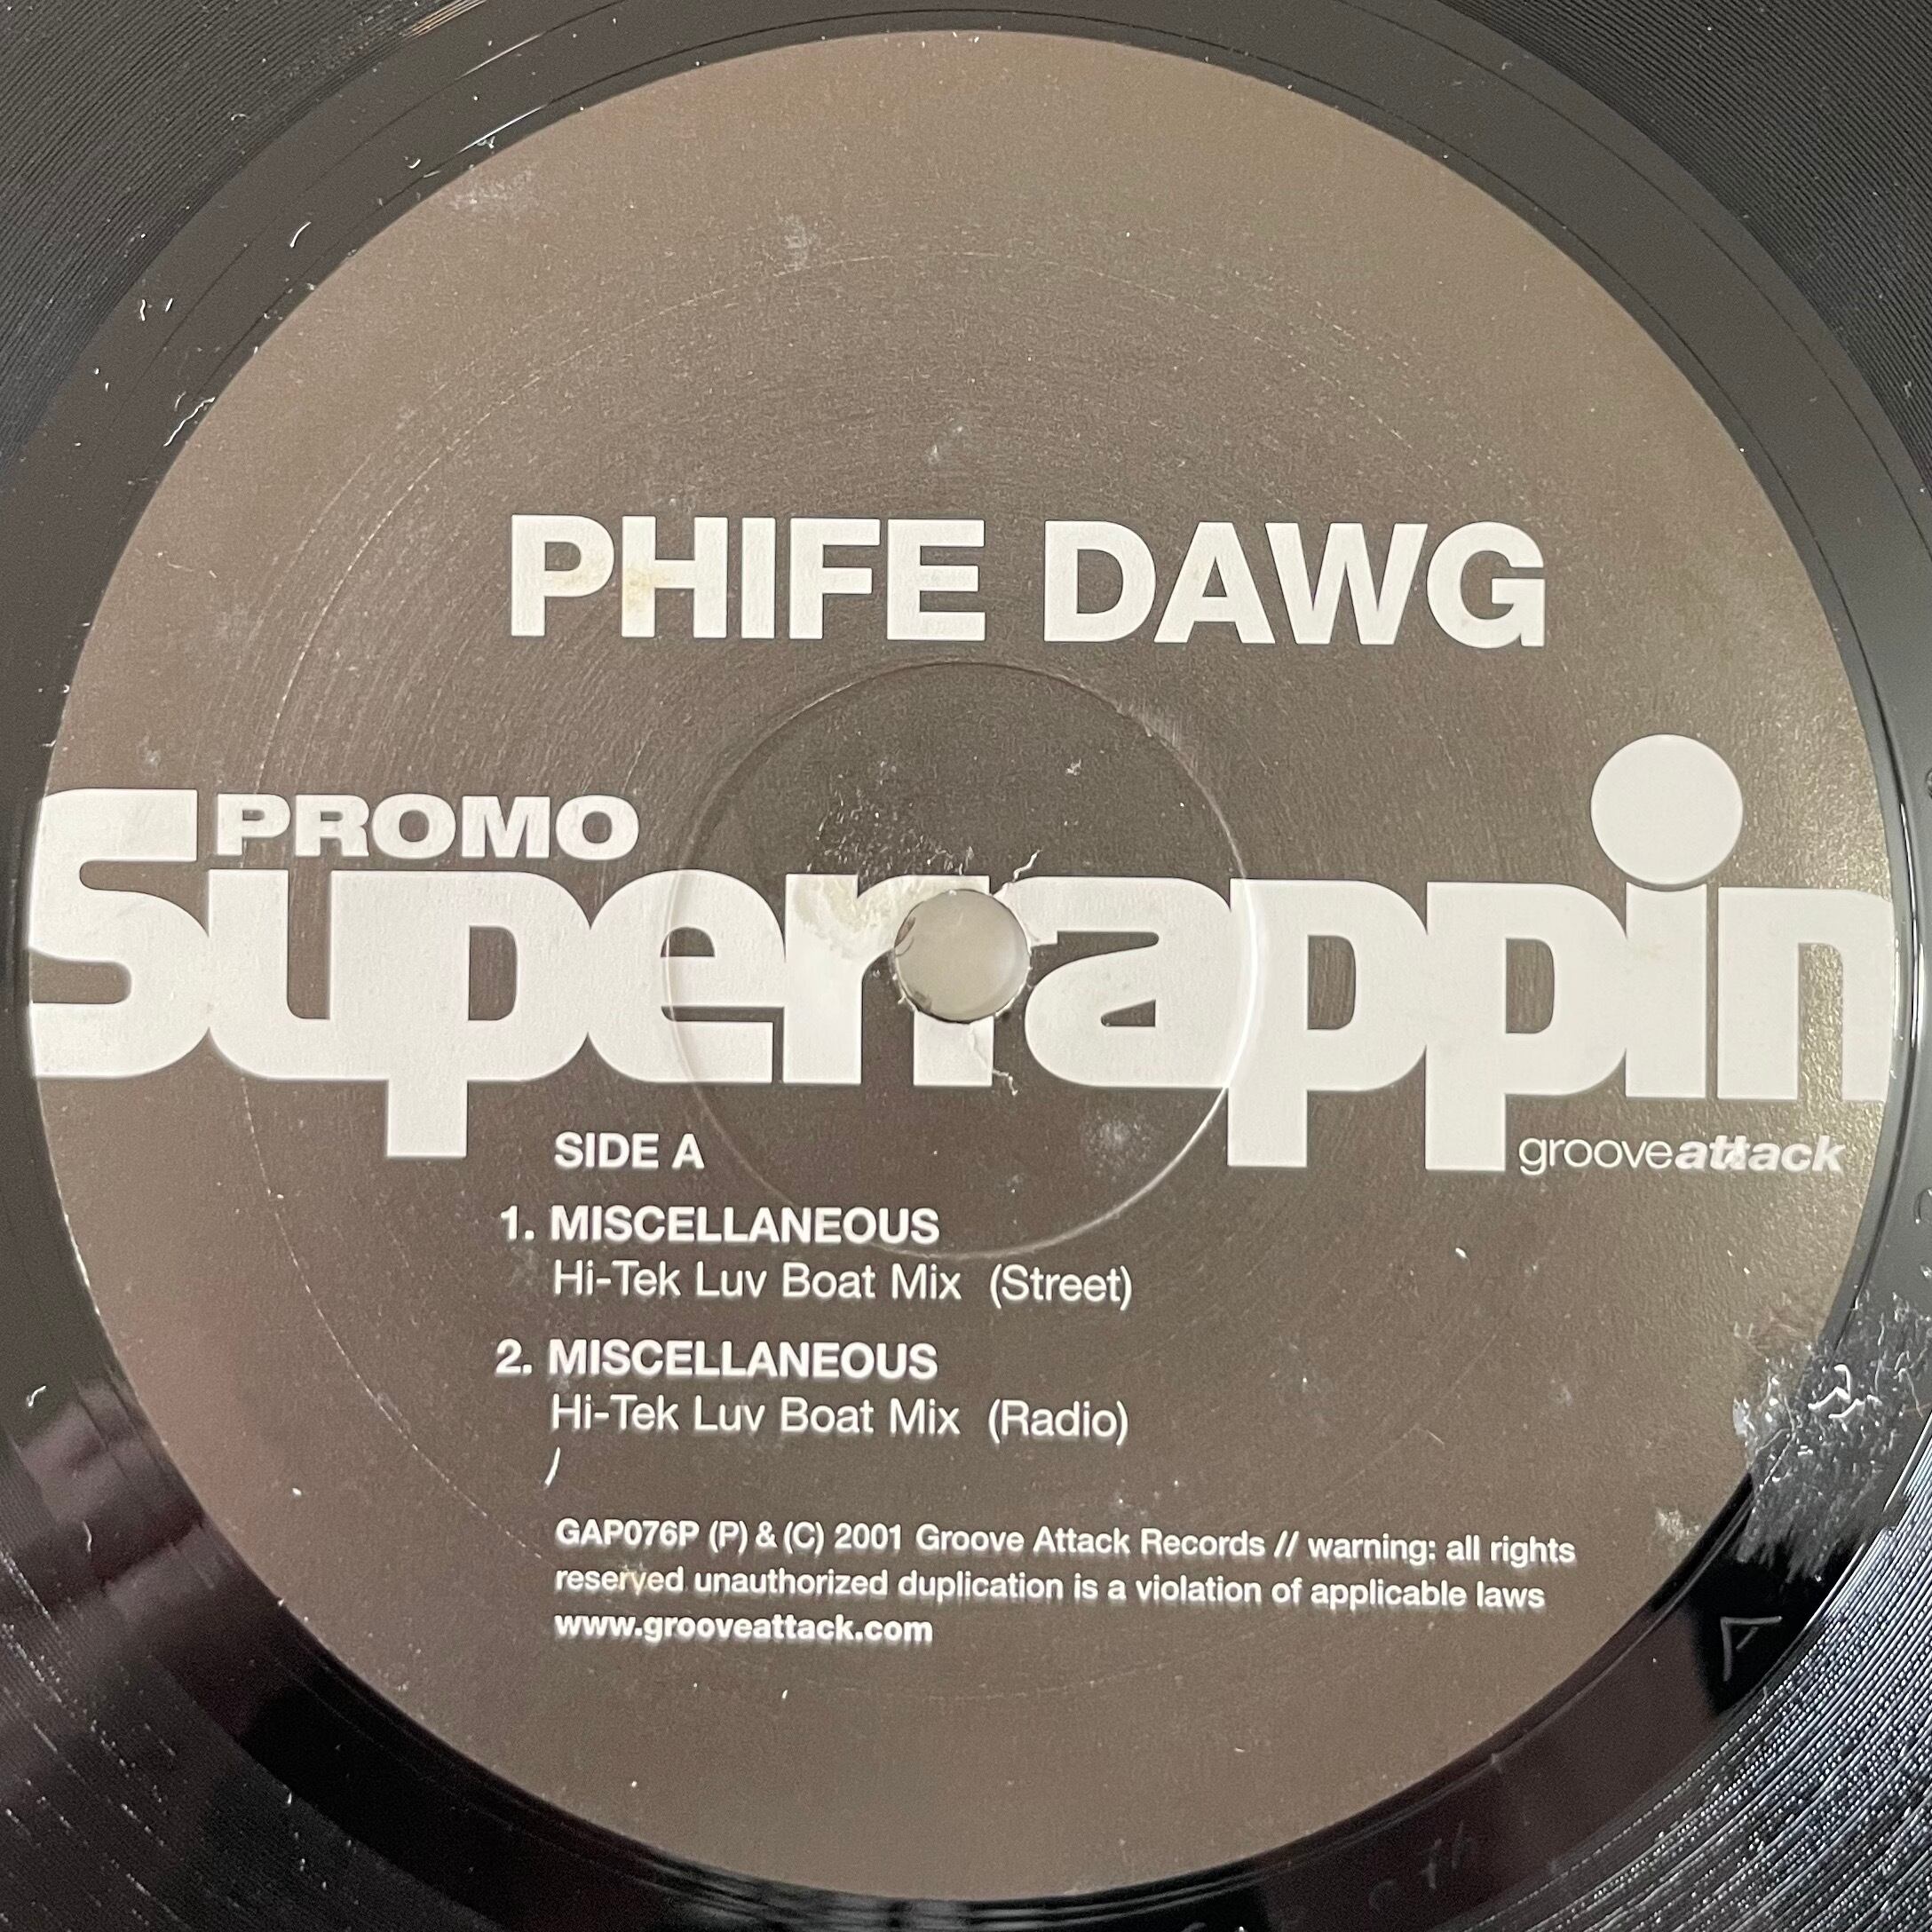 PHIFE DAWG
PROMO
Superrappin
grooveattack
SIDE A
1. MISCELLANEOUS
Hi-Tek Luv Boat Mix (Street)
2. MISCELLANEOUS
Hi-Tek Luv Boat Mix (Radio)
GAP076P (P) & (C) 2001 Groove Attack Records // warning: all rights
reserved unauthorized duplication is a violation of applicable laws
www.grooveattack.com